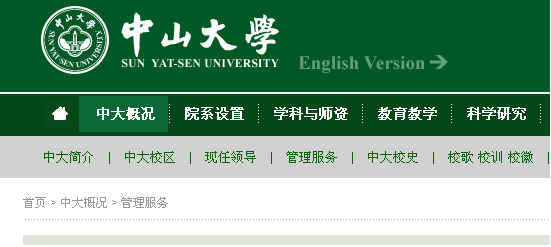 中山大學
SUN YAT-SEN UNIVERSITY
English Version
中大概况 院系设置 学科与师资 教育教学 科学研究
中大简介 | 中大校区 | 现任领导 | 管理服务 | 中大校史 | 校歌 校训 校徽 |
首页 > 中大概况 > 管理服务